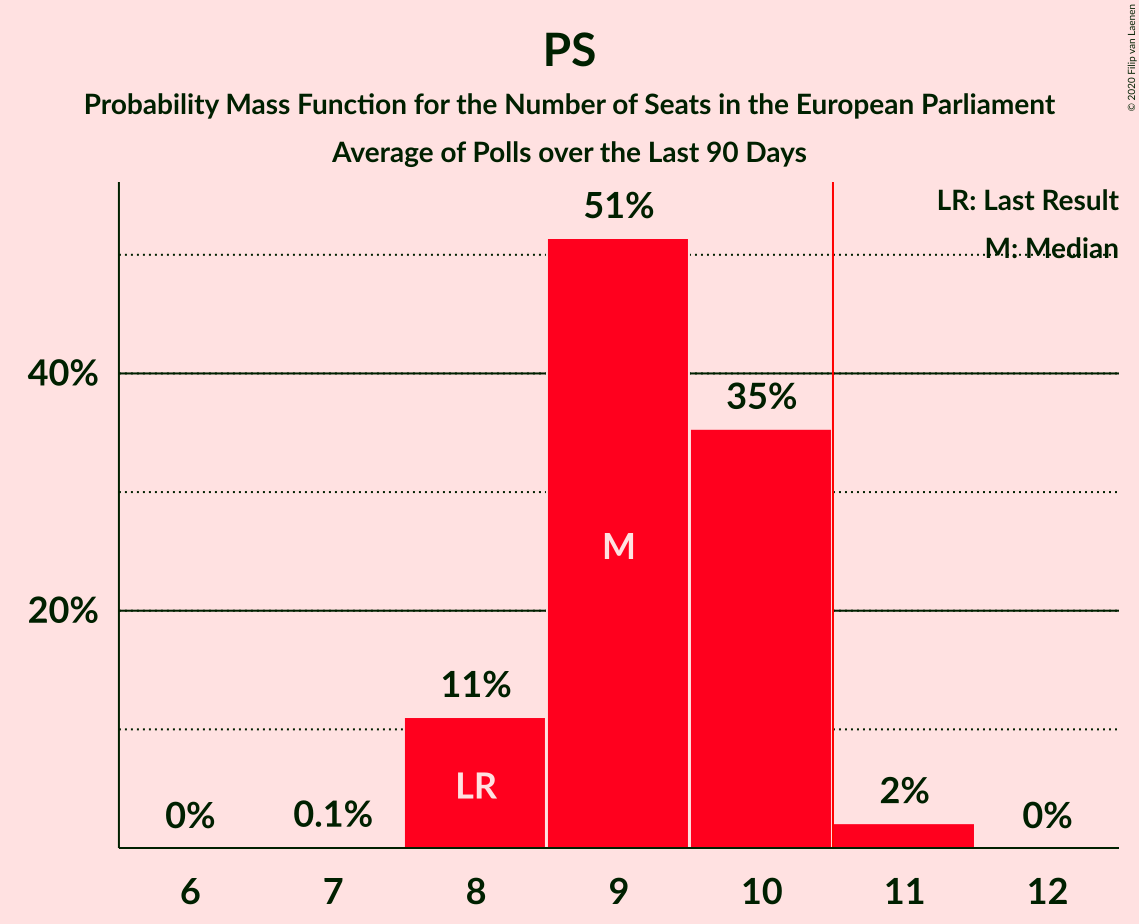 PS
Probability Mass Function for the Number of Seats in the European Parliament
Average of Polls over the Last 90 Days
© 2020 Filip van Laenen
LR: Last Result
M: Median
51%
40%
35%
M
20%
11%
LR
2%
0%
0.1%
0%
6 7 8 9 10 11 12